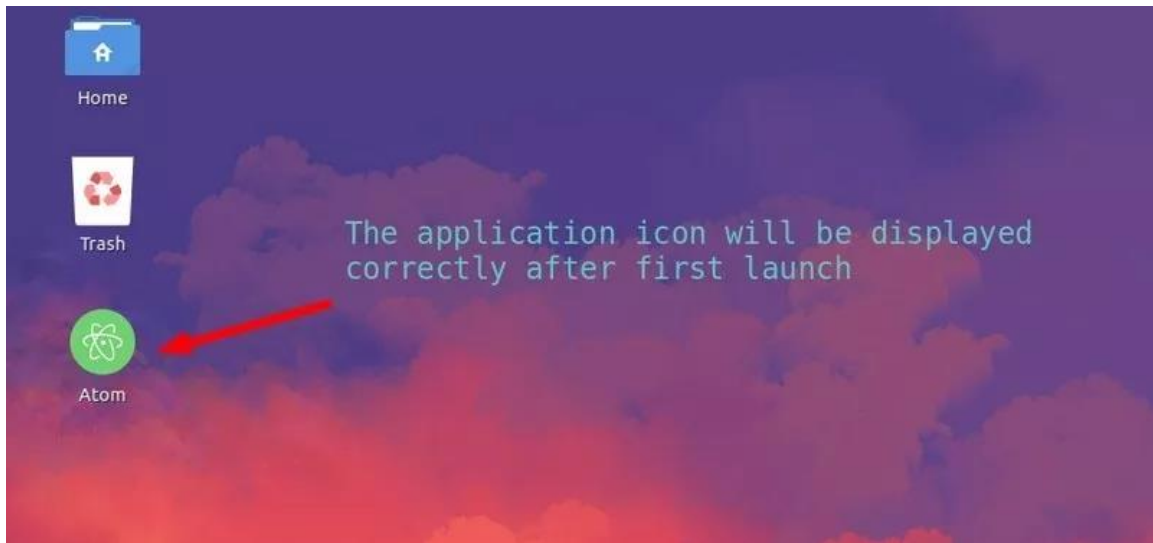 Home
Trash
The application icon will be displayed
correctly after first launch
Atom